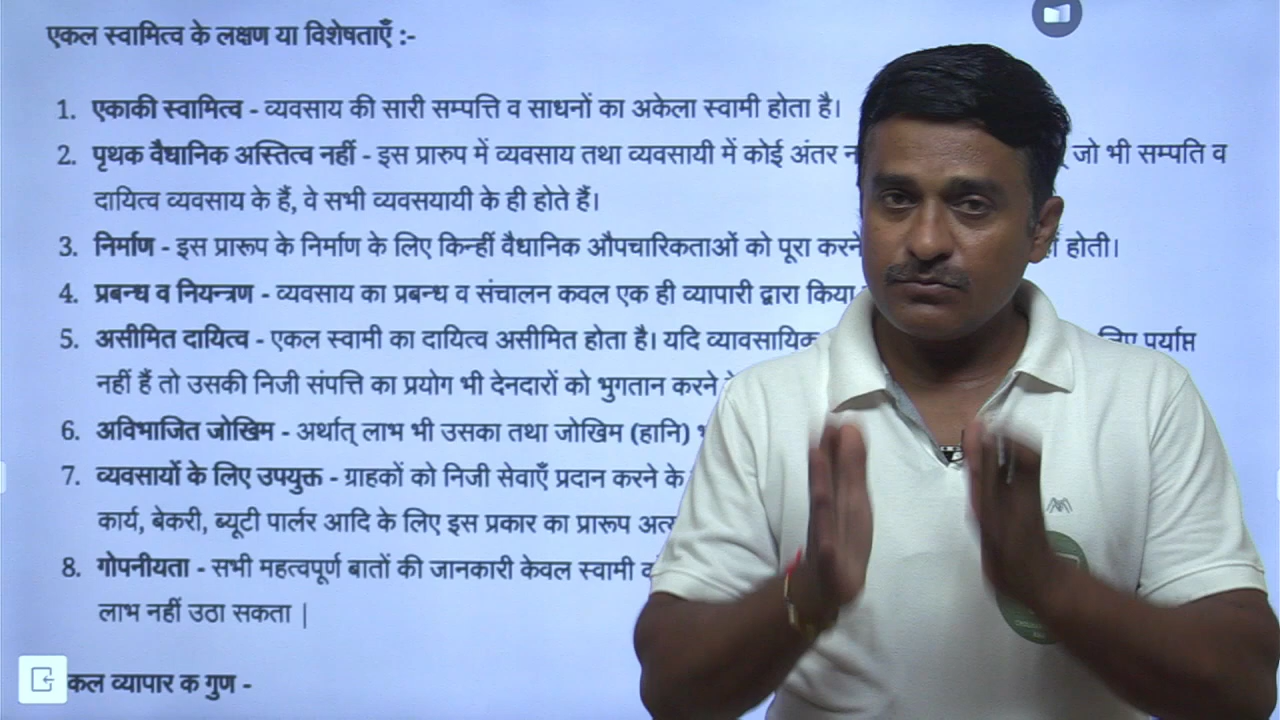 एकल स्वामित्व के लक्षण या विशेषताएँ :-
1. एकाकी स्वामित्व - व्यवसाय की सारी सम्पत्ति व साधनों का अकेला स्वामी होता है।
2. पृथक वैधानिक अस्तित्व नहीं - इस प्रारुप में व्यवसाय तथा व्यवसायी में कोई अंतर जो भी सम्पति व
दायित्व व्यवसाय के हैं, वे सभी व्यवसयायी के ही होते हैं।
3. निर्माण - इस प्रारूप के निर्माण के लिए किन्हीं वैधानिक औपचारिकताओं को पूरा करने होती।
4. प्रबन्ध व नियन्त्रण - व्यवसाय का प्रबन्ध व संचालन कवल एक ही व्यापारी द्वारा किया
5. असीमित दायित्व - एकल स्वामी का दायित्व असीमित होता है। यदि व्यावसायिक लिए पर्याप्त
नहीं हैं तो उसकी निजी संपत्ति का प्रयोग भी देनदारों को भुगतान करने
6. अविभाजित जोखिम - अर्थात् लाभ भी उसका तथा जोखिम (हानि)
7. व्यवसायों के लिए उपयुक्त - ग्राहकों को निजी सेवाएँ प्रदान करने के
कार्य, बेकरी, ब्यूटी पार्लर आदि के लिए इस प्रकार का प्रारूप
8. गोपनीयता - सभी महत्वपूर्ण बातों की जानकारी केवल स्वामी
लाभ नहीं उठा सकता |
कल व्यापार क गुण -